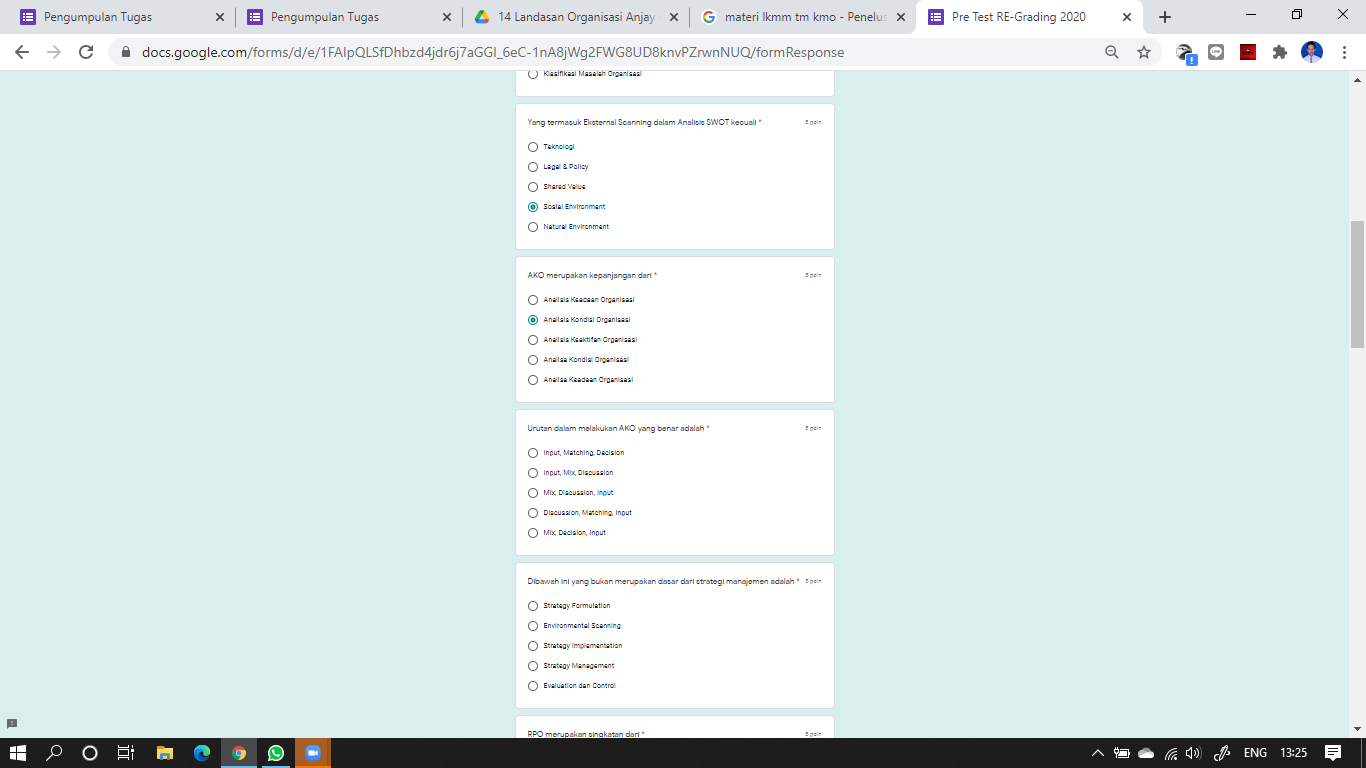 Pengumpulan Tugas
Pengumpulan Tugas
14 Landasan Organisasi Anjay
materi lkmm tm kmo - Penelus
Pre Test RE-Grading 2020
docs.google.com/forms/d/e/1FAIpQLSfDhbzd4jdr6j7aGGI_6eC-1nA8jWg2FWG8UD8knvPZrwnNUQ/formResponse
Klasifikasi Masalah Organisasi
Yang termasuk Eksternal Scanning dalam Analisis SWOT kecuali *
5 poin
Teknologi
Legal & Policy
Shared Value
Sosial Environment
Natural Environment
AKO merupakan kepanjangan dari *
5 poin
Analisis Keadaan Organisasi
Analisis Kondisi Organisasi
Analisis Keaktifan Organisasi
Analisa Kondisi Organisasi
Analisa Keadaan Organisasi
Urutan dalam melakukan AKO yang benar adalah *
5 poin
Input, Matching, Decision
Input, Mix, Discussion
Mix, Discussion, Input
Discussion, Matching, Input
Mix, Decision, Input
Dibawah ini yang bukan merupakan dasar dari strategi manajemen adalah *
5 poin
Strategy Formulation
Environmental Scanning
Strategy Implementation
Strategy Management
Evaluation dan Control
RPO merupakan singkatan dari *
5 poin
ENG
13:25